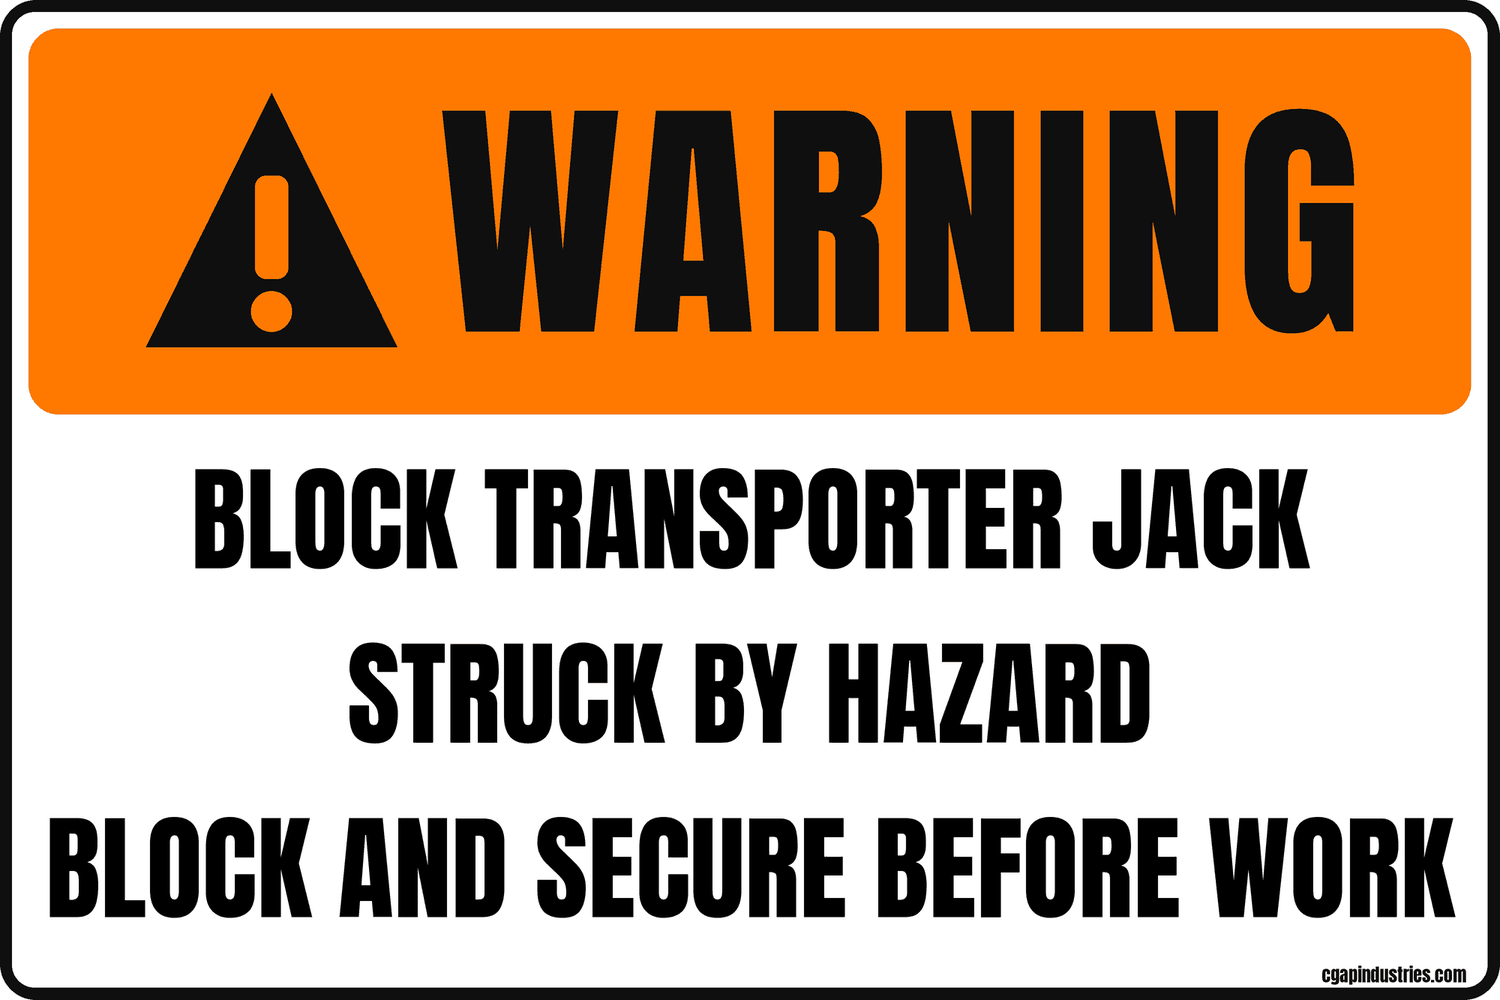 WARNING
BLOCK TRANSPORTER JACK
STRUCK BY HAZARD
BLOCK AND SECURE BEFORE WORK
cgapindustries.com